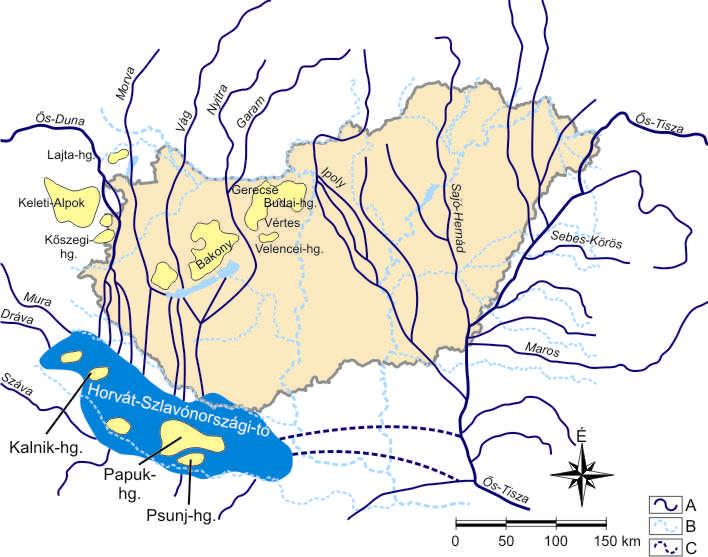 Morva
Vág
Nyitra
Garam
Ős-Duna
Ős-Tisza
Lajta-hg.
Keleti-Alpok
Kőszegi-
hg.
Gerecse
Budai-hg.
Vértes
Velencei-hg.
Bakony
Ipoly
Sajó-Hernád
Sebes-Körös
Mura
Dráva
Száva
Maros
Horvát-Szlavónországi-tó
Kalnik-hg.
Papuk-
hg.
Psunj-hg.
Ős-Tisza
É
A
B
C
0 50 100 150 km